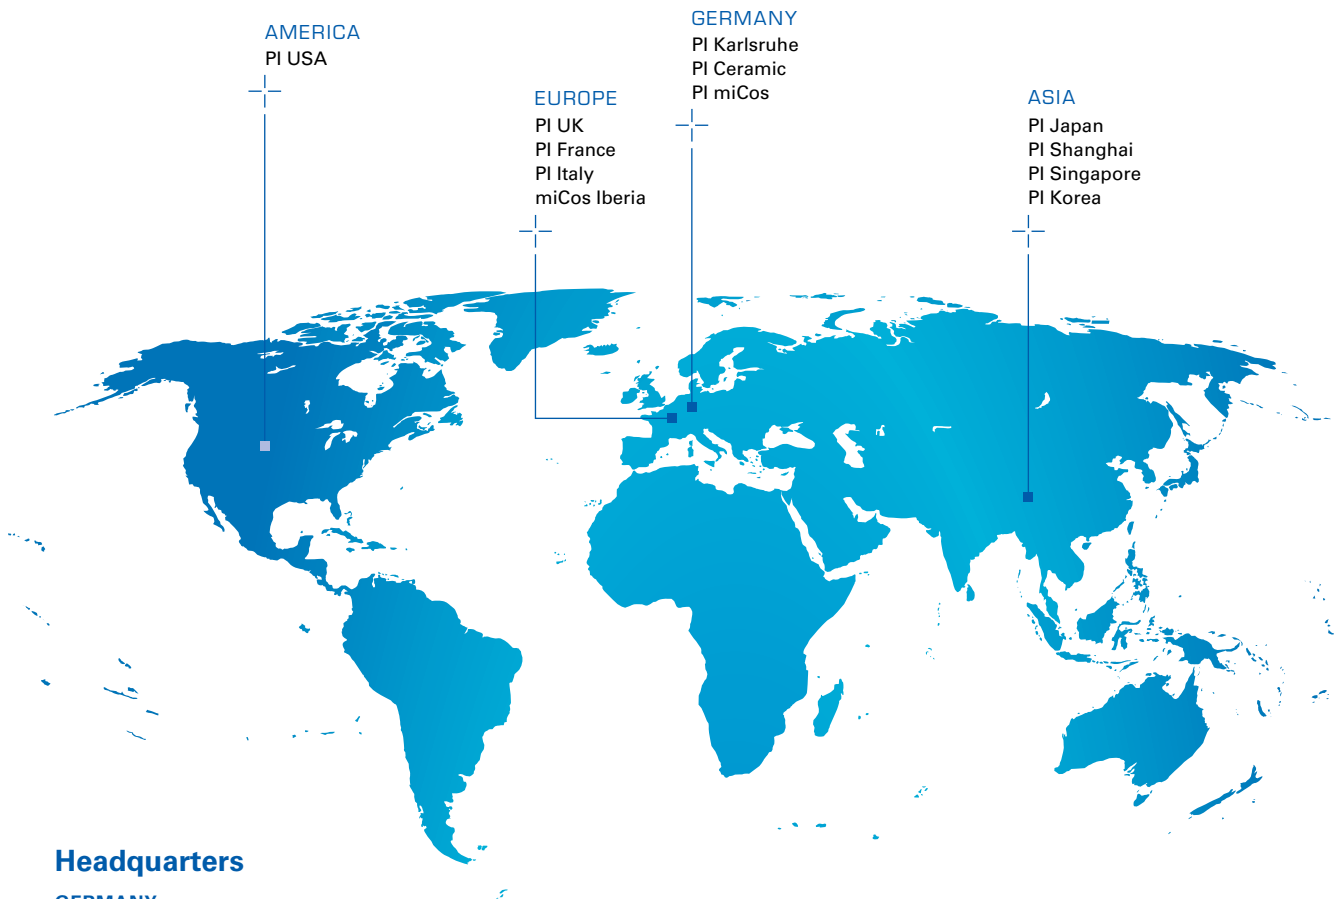 AMERICA
PI USA
EUROPE
PI UK
PI France
PI Italy
miCos Iberia
GERMANY
PI Karlsruhe
PI Ceramic
PI miCos
ASIA
PI Japan
PI Shanghai
PI Singapore
PI Korea
Headquarters
GERMANY